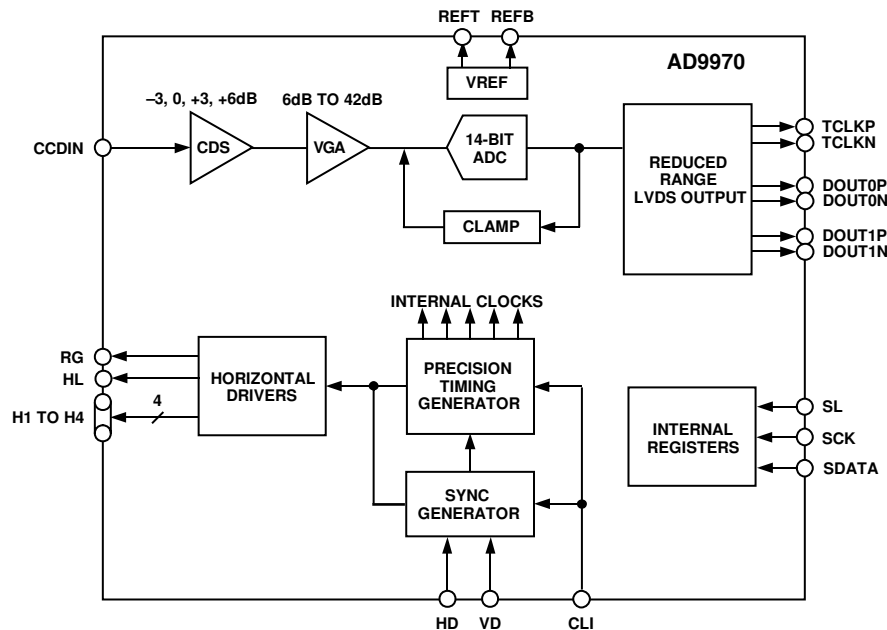 REFT REFB
AD9970
VREF
–3, 0, +3, +6dB
6dB TO 42dB
CCDIN
CDS
VGA
14-BIT
ADC
CLAMP
REDUCED
RANGE
LVDS OUTPUT
TCLKP
TCLKN
DOUT0P
DOUT0N
DOUT1P
DOUT1N
INTERNAL CLOCKS
RG
HL
H1 TO H4
4
HORIZONTAL
DRIVERS
PRECISION
TIMING
GENERATOR
SYNC
GENERATOR
INTERNAL
REGISTERS
SL
SCK
SDATA
HD VD CLI